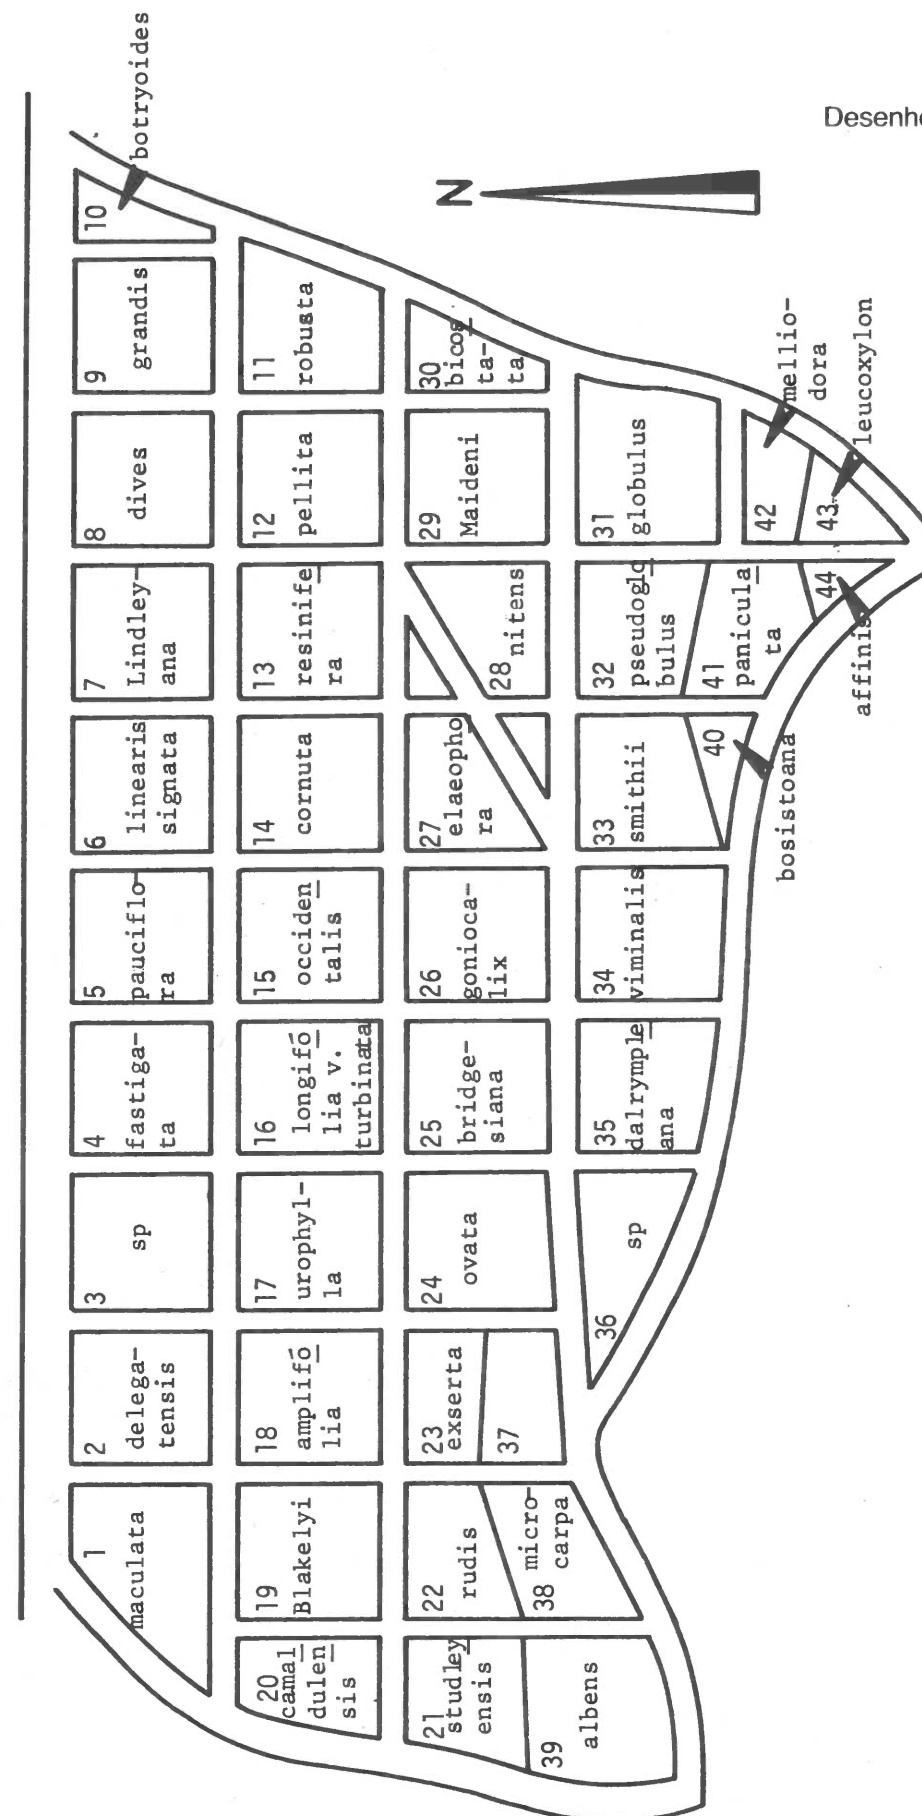 Desenh
N
1
maculata
2
delega-
tensis
3
sp
4
fastiga-
ta
5
pauciflo-
ra
6
linearis
signata
7
Lindley-
ana
8
dives
9
grandis
10
botryoides
11
robusta
12
pellita
13
resinife
ra
14
cornuta
15
occiden
talis
16
longifo
lia v.
turbinata
17
urophyl-
la
18
amplifo
lia
19
Blakelyi
20
camal
dulen
sis
21
studley
ensis
22
rudis
23
exserta
24
ovata
25
bridge-
siana
26
gonioca-
lix
27
elaeopho
ra
28
nitens
29
Maideni
30
bicos
ta-
ta
31
globulus
32
pseudoglo
bulus
33
smithii
34
viminalis
35
dalrymple
ana
36
sp
37
38
micro-
carpa
39
albens
40
bosistoana
41
panicula
ta
42
mellio-
dora
43
leucoxylon
44
affinis